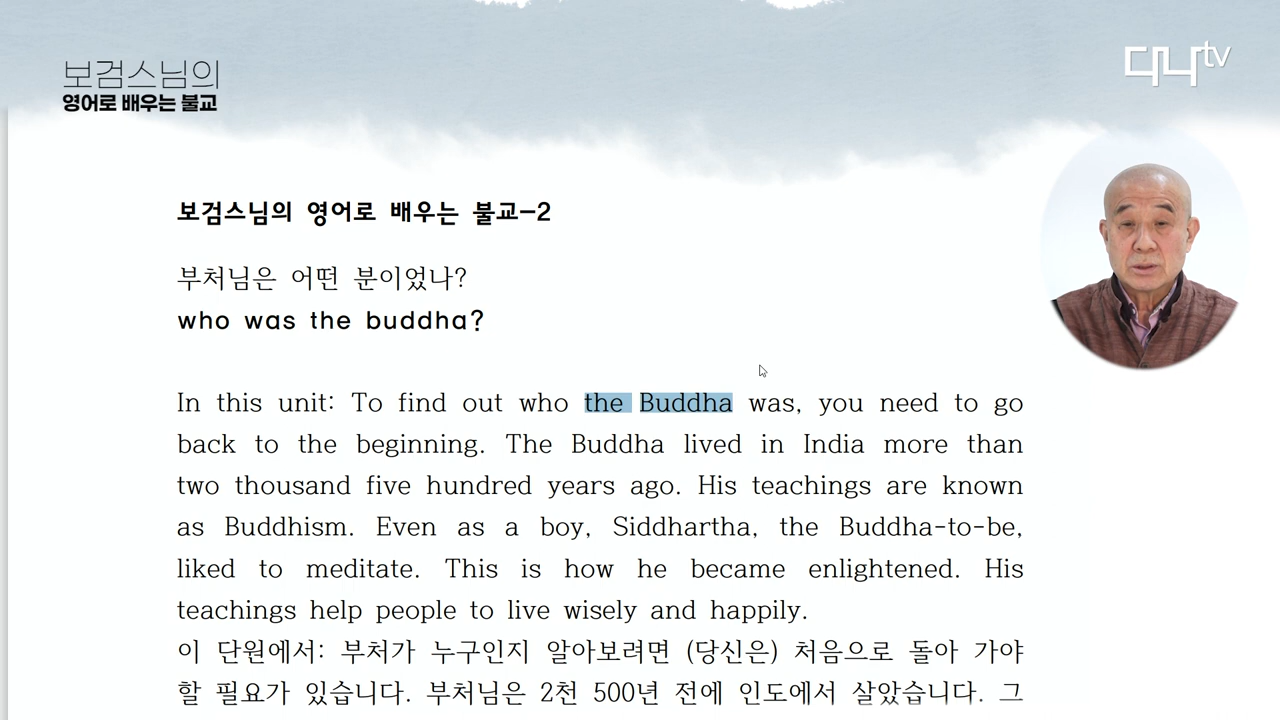 보검스님의
영어로 배우는 불교
다나tv
보검스님의 영어로 배우는 불교-2
부처님은 어떤 분이었나?
who was the buddha?
In this unit: To find out who the Buddha was, you need to go
back to the beginning. The Buddha lived in India more than
two thousand five hundred years ago. His teachings are known
as Buddhism. Even as a boy, Siddhartha, the Buddha-to-be,
liked to meditate. This is how he became enlightened. His
teachings help people to live wisely and happily.
이 단원에서: 부처가 누구인지 알아보려면 (당신은) 처음으로 돌아 가야
할 필요가 있습니다. 부처님은 2천 500년 전에 인도에서 살았습니다. 그